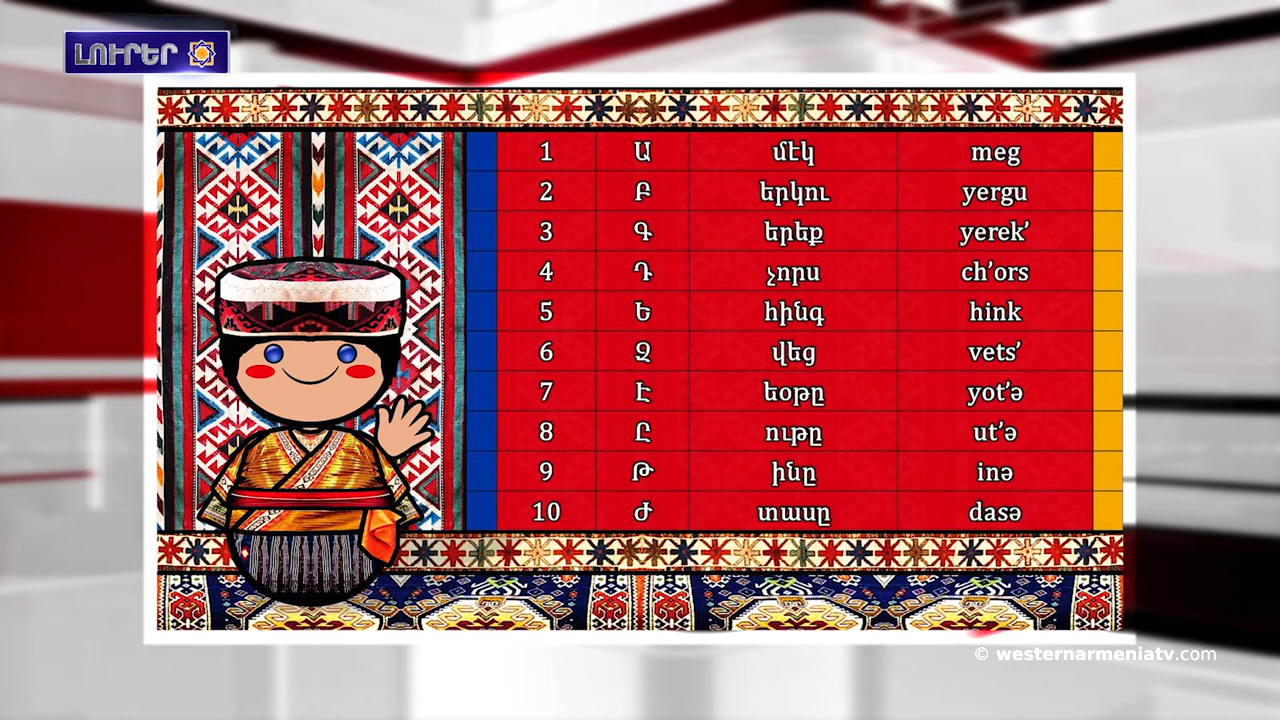 ԼՈՒՐԵՐ
1 Ա մէկ meg
2 Բ երկու yergu
3 Գ երեք yerek’
4 Դ չորս ch’ors
5 Ե հինգ hink
6 Զ վեց vets’
7 Է եօթը yot’ə
8 Ը ութը ut’ə
9 Թ ինը inə
10 Ժ տասը dasə
© westernarmeniatv.com